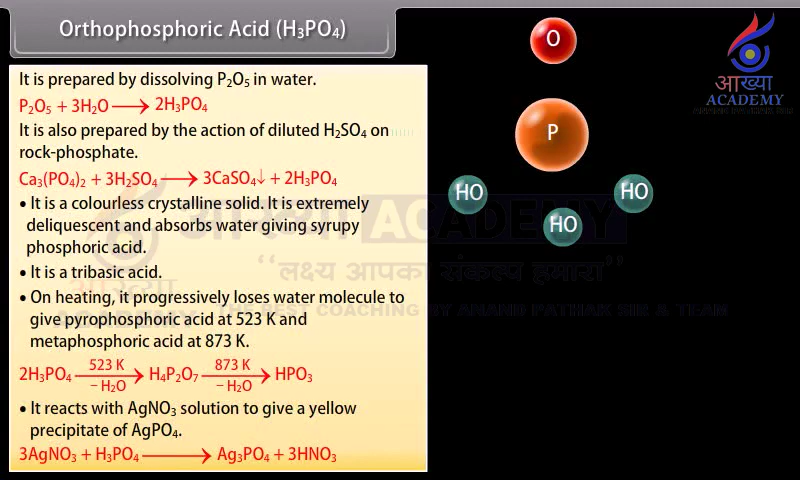 Orthophosphoric Acid (H₃PO₄)
It is prepared by dissolving P₂O₅ in water.
P₂O₅ + 3H₂O ⟶ 2H₃PO₄
It is also prepared by the action of diluted H₂SO₄ on
rock-phosphate.
Ca₃(PO₄)₂ + 3H₂SO₄ ⟶ 3CaSO₄↓ + 2H₃PO₄
• It is a colourless crystalline solid. It is extremely
deliquescent and absorbs water giving syrupy
phosphoric acid.
• It is a tribasic acid.
• On heating, it progressively loses water molecule to
give pyrophosphoric acid at 523 K and
metaphosphoric acid at 873 K.
523 K 873 K
2H₃PO₄ ⟶ H₄P₂O₇ ⟶ HPO₃
− H₂O − H₂O
• It reacts with AgNO₃ solution to give a yellow
precipitate of AgPO₄.
3AgNO₃ + H₃PO₄ ⟶ Ag₃PO₄ + 3HNO₃
O
P
HO
HO
HO
आख्या
ACADEMY
आख्या ACADEMY
“लक्ष्य आपका संकल्प हमारा”
THE BEST COACHING BY ANAND PATHAK SIR & TEAM
आख्या
ACADEMY